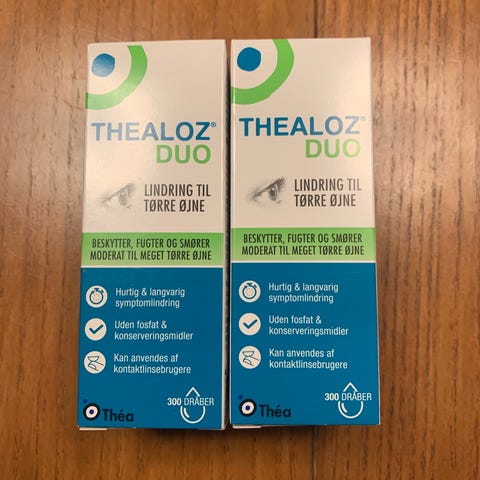 THEALOZ®
DUO
LINDRING TIL
TØRRE ØJNE
BESKYTTER, FUGTER OG SMØRER
MODERAT TIL MEGET TØRRE ØJNE
Hurtig & langvarig
symptomlindring
Uden fosfat &
konserveringsmidler
Kan anvendes af
kontaktlinsebrugere
300 DRÅBER
Théa
THEALOZ®
DUO
LINDRING TIL
TØRRE ØJNE
BESKYTTER, FUGTER OG SMØRER
MODERAT TIL MEGET TØRRE ØJNE
Hurtig & langvarig
symptomlindring
Uden fosfat &
konserveringsmidler
Kan anvendes af
kontaktlinsebrugere
300 DRÅBER
Théa